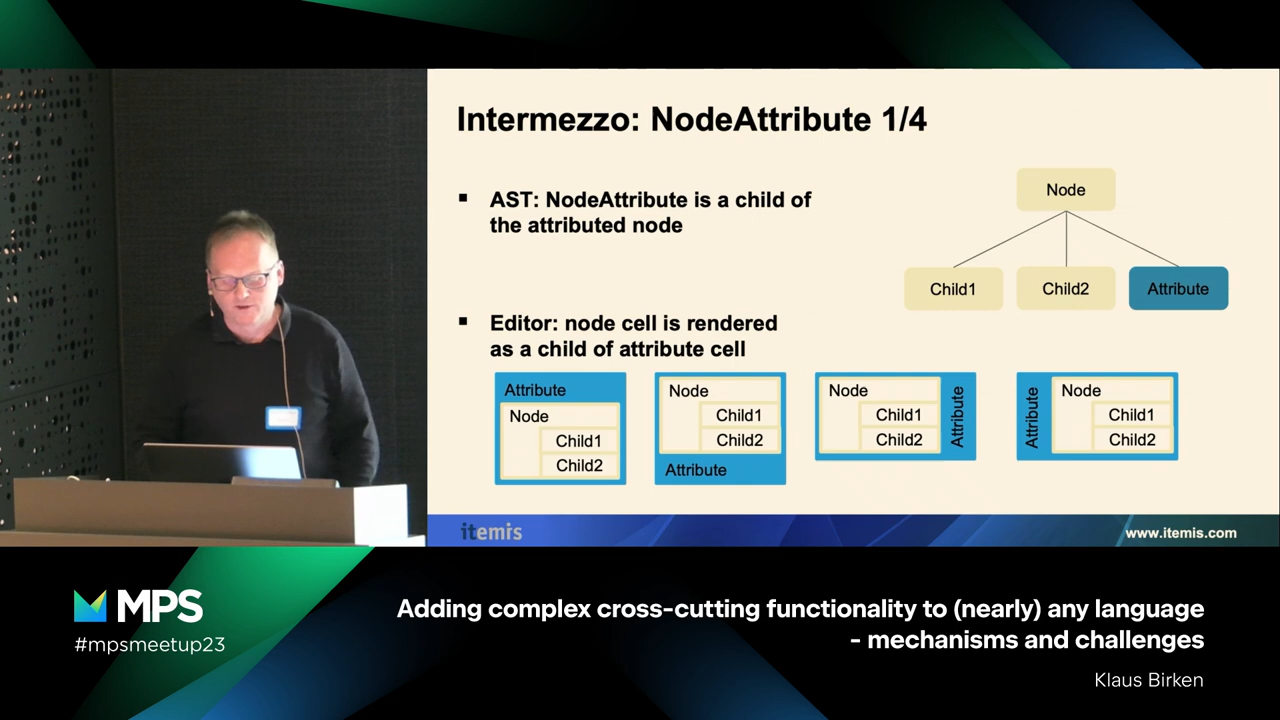 Intermezzo: NodeAttribute 1/4
AST: NodeAttribute is a child of
the attributed node
Node
Child1
Child2
Attribute
Editor: node cell is rendered
as a child of attribute cell
Attribute
Node
Child1
Child2
Node
Child1
Child2
Attribute
Node
Child1
Child2
Attribute
Attribute
Node
Child1
Child2
itemis
www.itemis.com
MPS
#mpsmeetup23
Adding complex cross-cutting functionality to (nearly) any language
- mechanisms and challenges
Klaus Birken